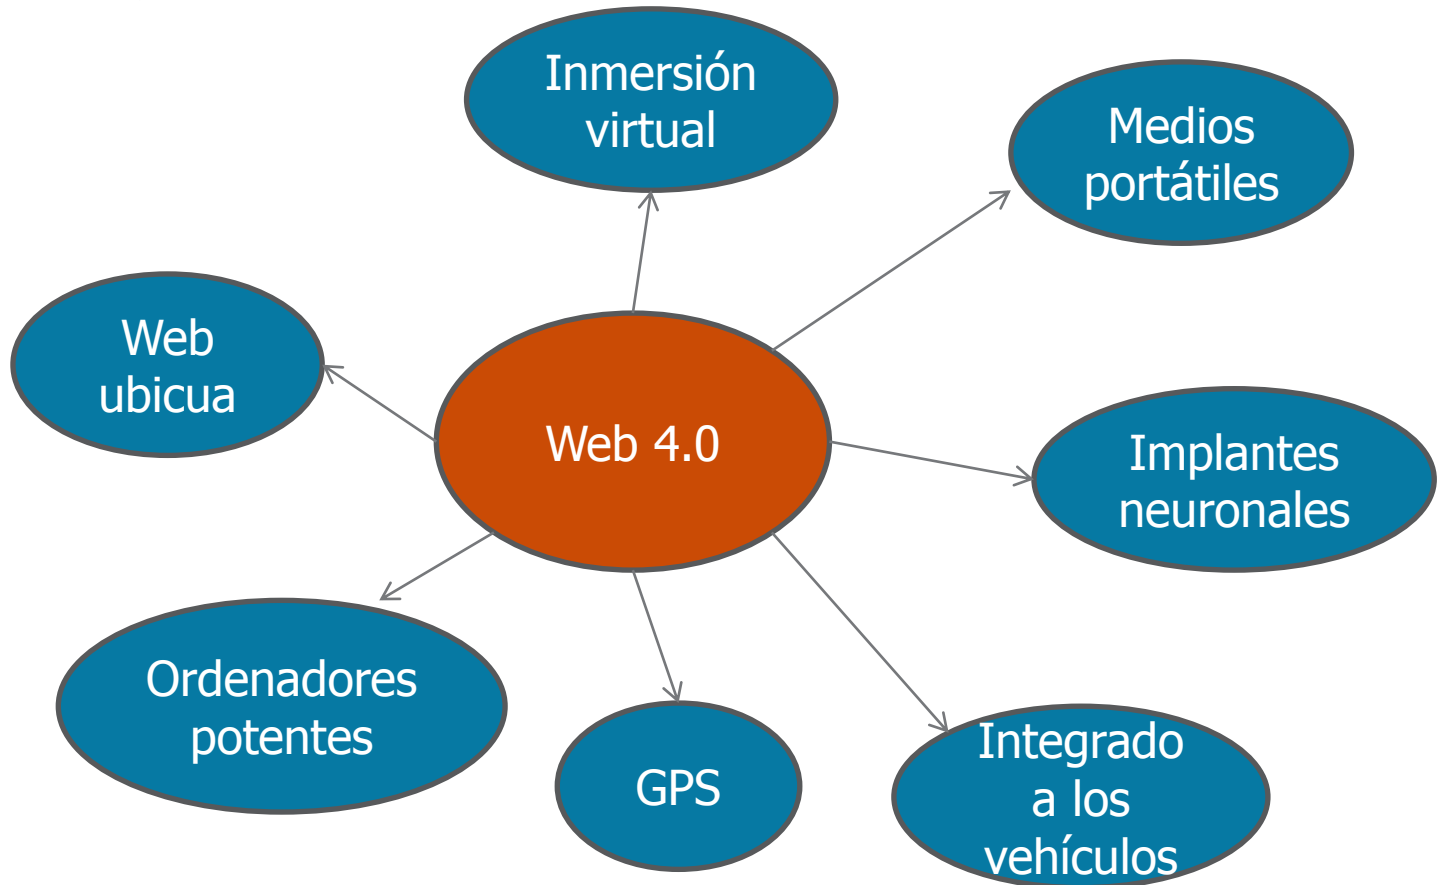 Inmersión
virtual
Medios
portátiles
Web
ubicua
Web 4.0
Implantes
neuronales
Ordenadores
potentes
GPS
Integrado
a los
vehículos